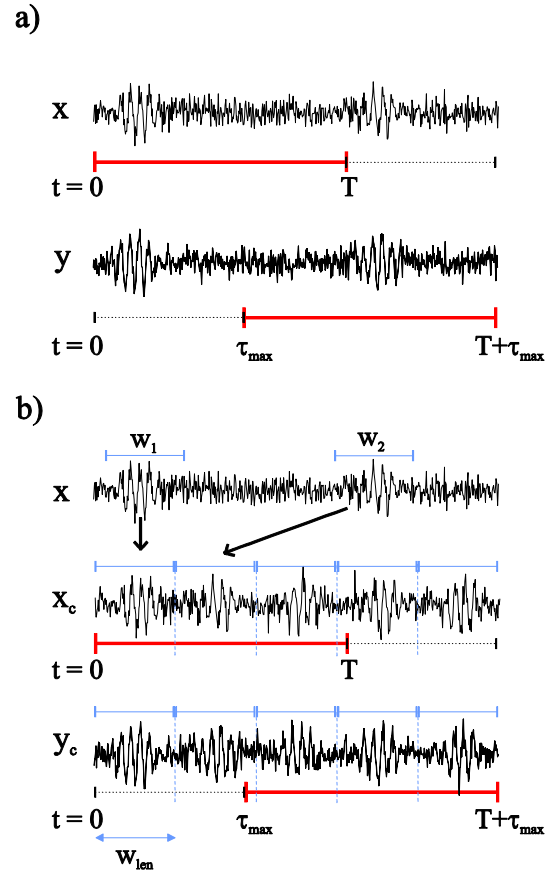 a)
x
t = 0 T
y
t = 0 τmax T+τmax
b)
w1 w2
x
xc
t = 0 T
yc
t = 0 τmax T+τmax
wlen